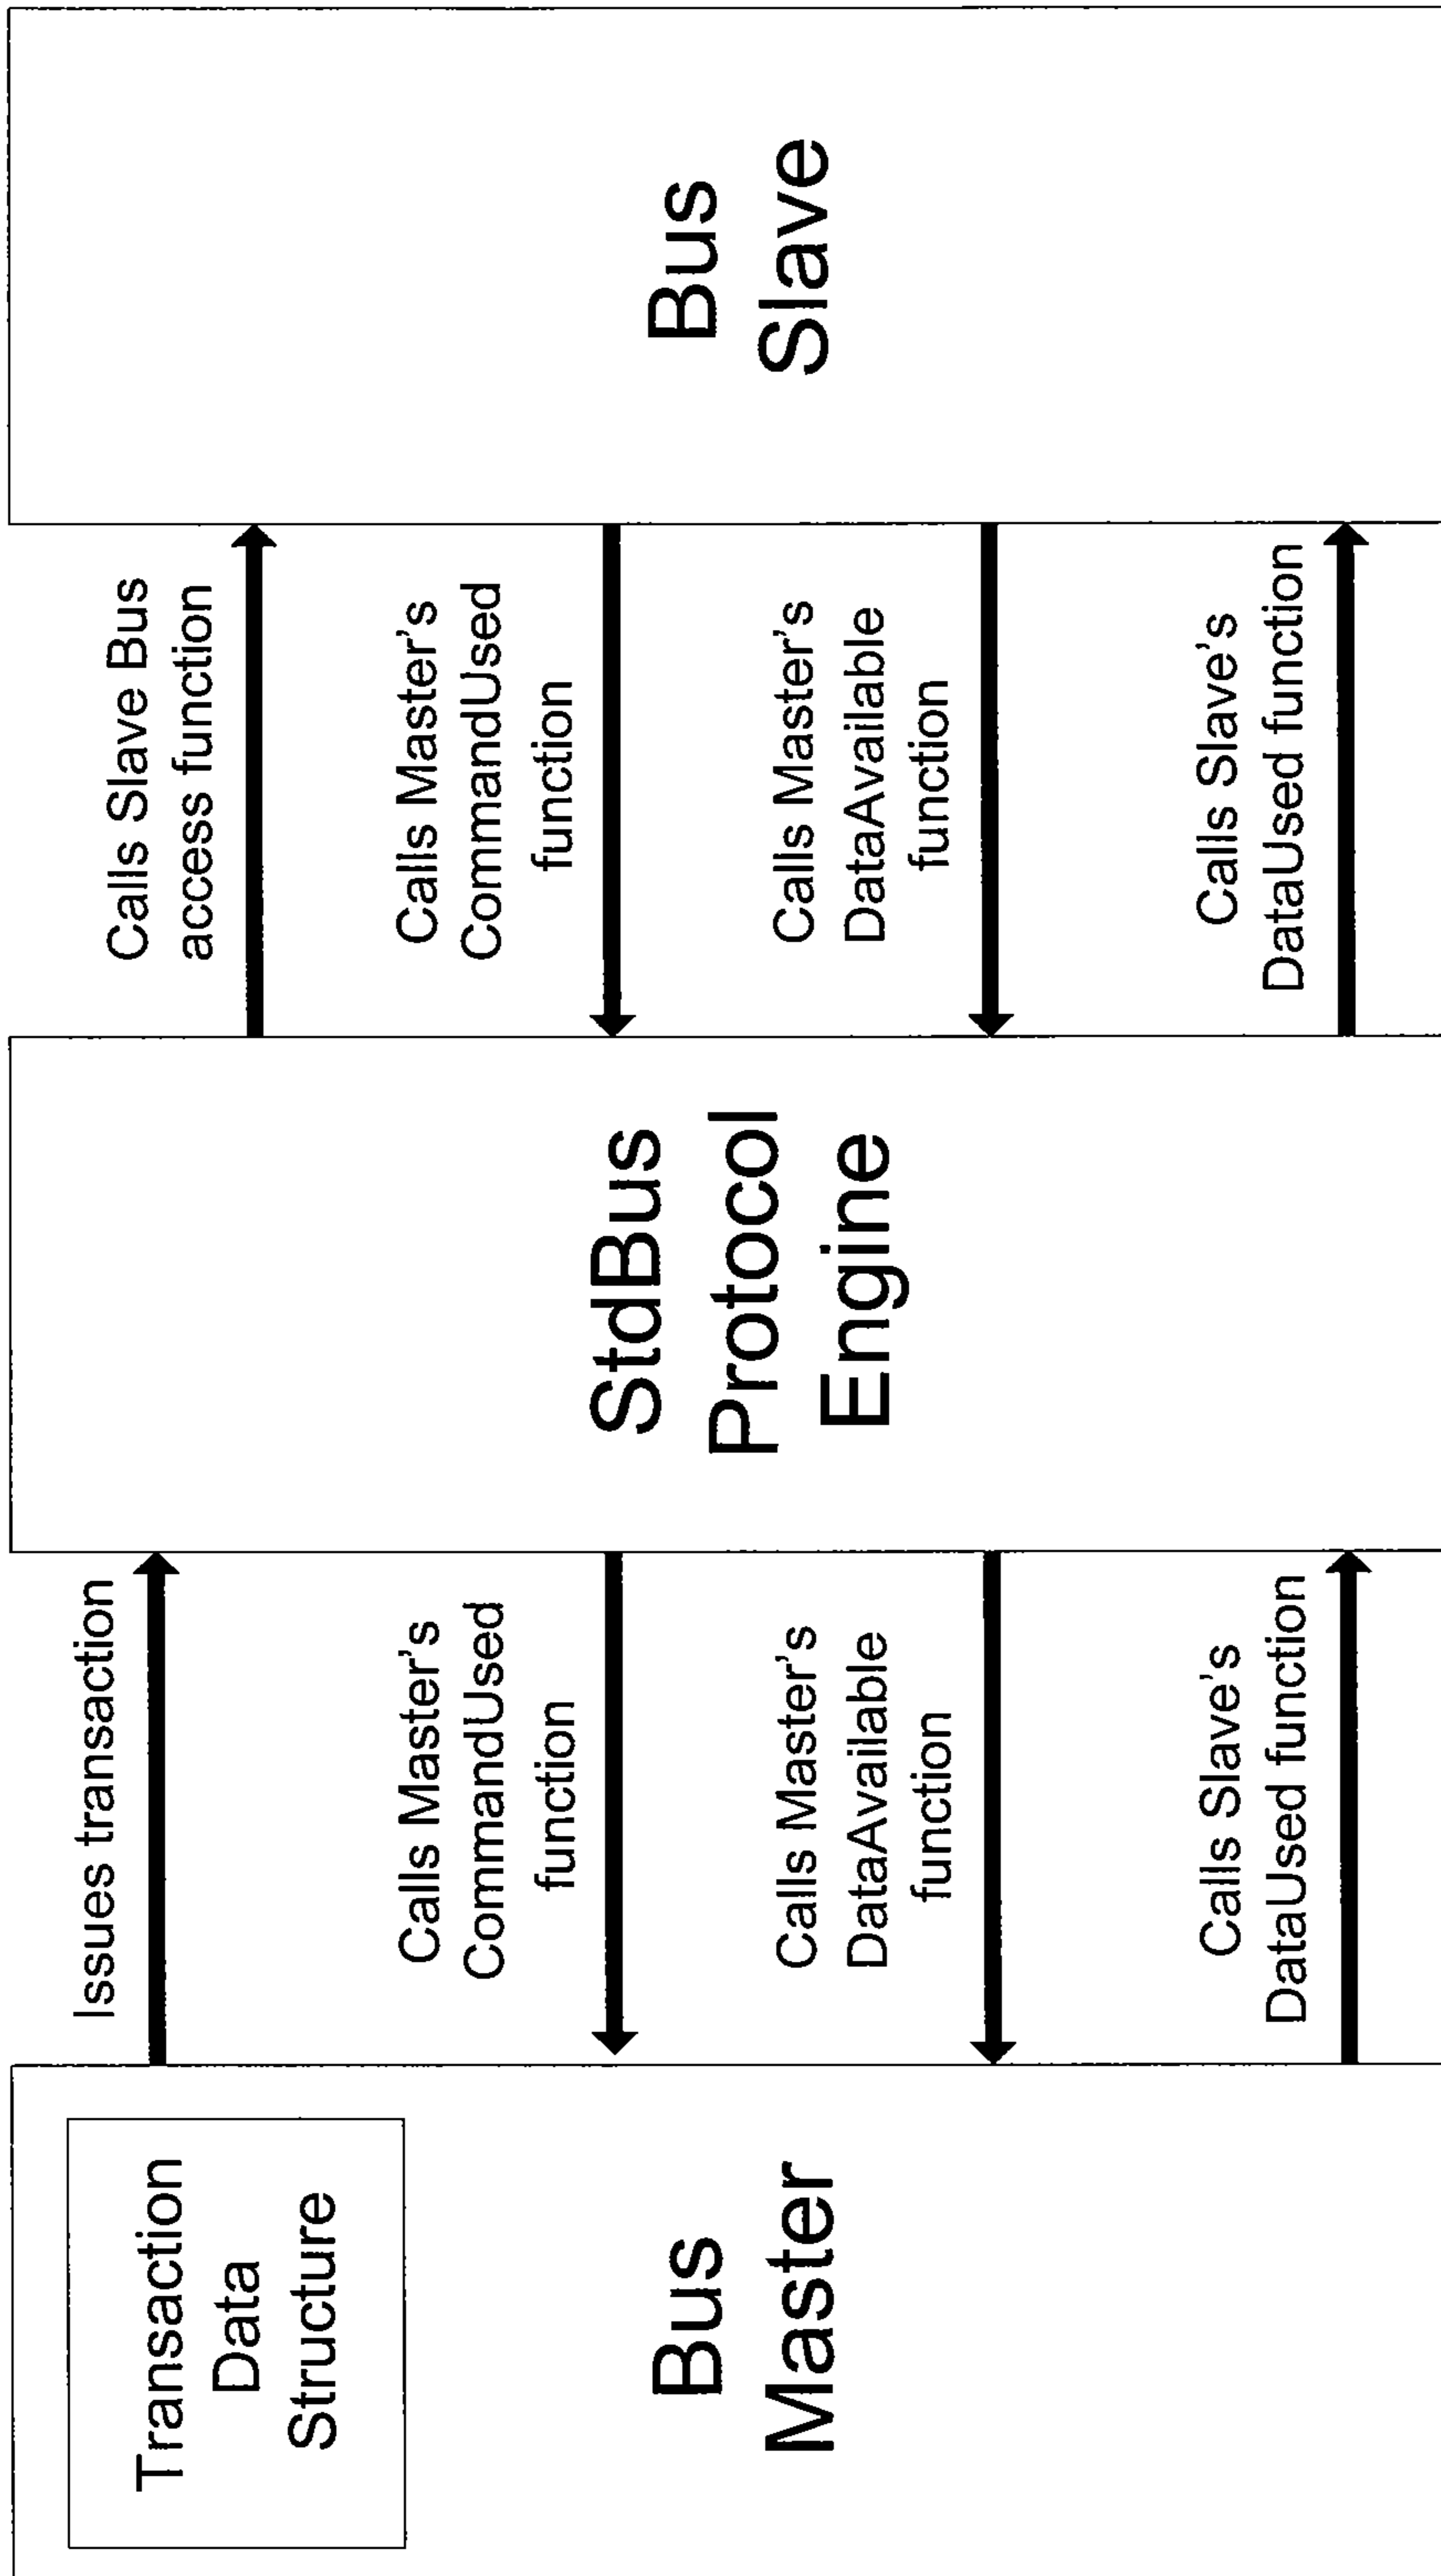 Transaction
Data
Structure
Bus
Master
Issues transaction
Calls Master's
CommandUsed
function
Calls Master's
DataAvailable
function
Calls Slave's
DataUsed function
StdBus
Protocol
Engine
Calls Slave Bus
access function
Calls Master's
CommandUsed
function
Calls Master's
DataAvailable
function
Calls Slave's
DataUsed function
Bus
Slave